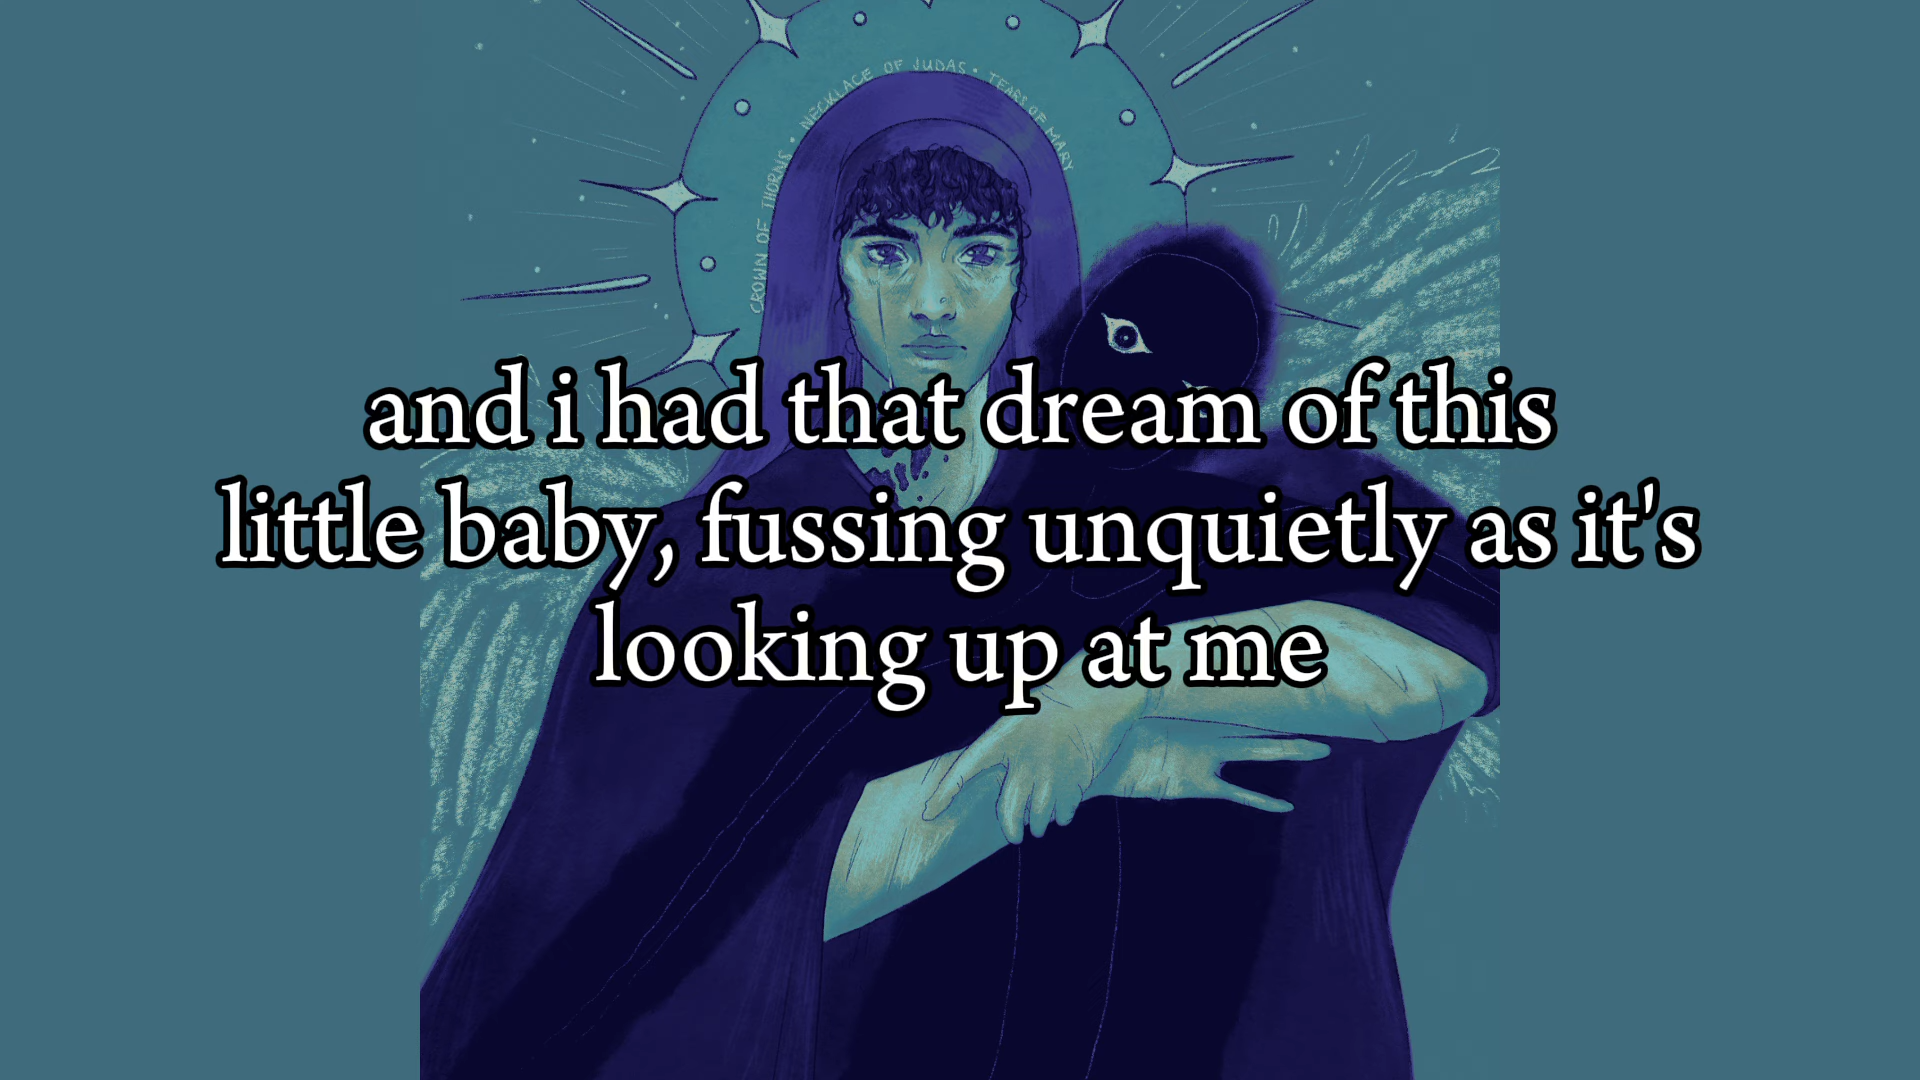 CROWN OF THORNS • NECKLACE OF JUDAS • TEARS OF MARY
and i had that dream of this
little baby, fussing unquietly as it's
looking up at me